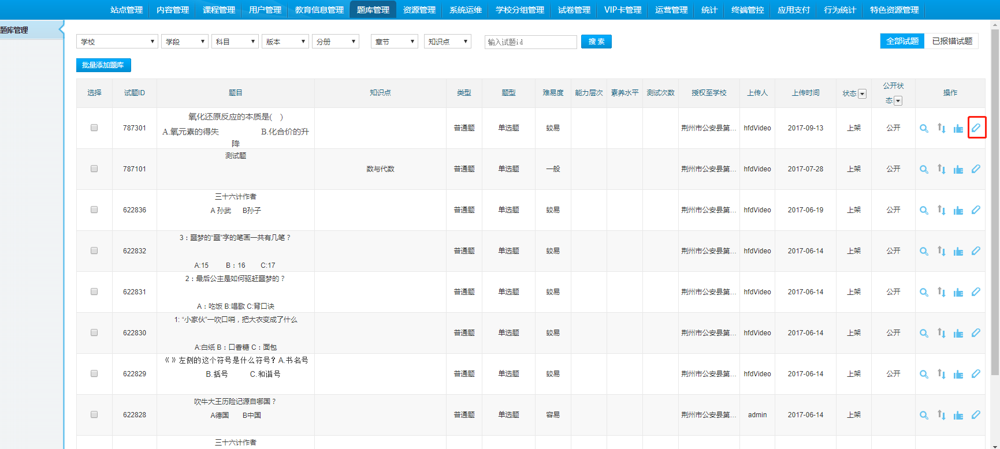 站点管理 内容管理 课程管理 用户管理 教育信息管理 题库管理 资源管理 系统运维 学校分组管理 试卷管理 VIP卡管理 运营管理 统计 终端管控 应用支付 行为统计 特色资源管理
题库管理
学校 学段 科目 版本 分册 章节 知识点 输入试题id 搜 索 全部试题 已报错试题
批量添加题库
选择 试题ID 题目 知识点 类型 题型 难易度 能力层次 素养水平 测试次数 授权至学校 上传人 上传时间 状态 公开状 操作
态
氧化还原反应的本质是( )
787301 A.氧元素的得失 B.化合价的升 普通题 单选题 较易 荆州市公安县第... hfdVideo 2017-09-13 上架 公开
降
测试题
787101 数与代数 普通题 单选题 一般 荆州市公安县第... hfdVideo 2017-07-28 上架 公开
三十六计作者
622836 A 孙武 B孙子 普通题 单选题 较易 荆州市公安县第... hfdVideo 2017-06-19 上架 公开
3：噩梦的“噩”字的笔画一共有几笔？
622832 普通题 单选题 较易 荆州市公安县第... hfdVideo 2017-06-14 上架 公开
A:15 B：16 C:17
2：最后公主是如何驱赶噩梦的？
622831 普通题 单选题 较易 荆州市公安县第... hfdVideo 2017-06-14 上架 公开
A：吃饭 B:唱歌 C:背口诀
1: “小家伙”一吹口哨，把大衣变成了什么
622830 普通题 单选题 较易 荆州市公安县第... hfdVideo 2017-06-14 上架 公开
A:白纸 B：口香糖 C：面包
《 》左侧的这个符号是什么符号？A.书名号
622829 B.括号 C.和谐号 普通题 单选题 较易 荆州市公安县第... hfdVideo 2017-06-14 上架 公开
吹牛大王历险记源自哪国？
622828 A德国 B中国 普通题 单选题 容易 荆州市公安县第... admin 2017-06-14 上架
三十六计作者